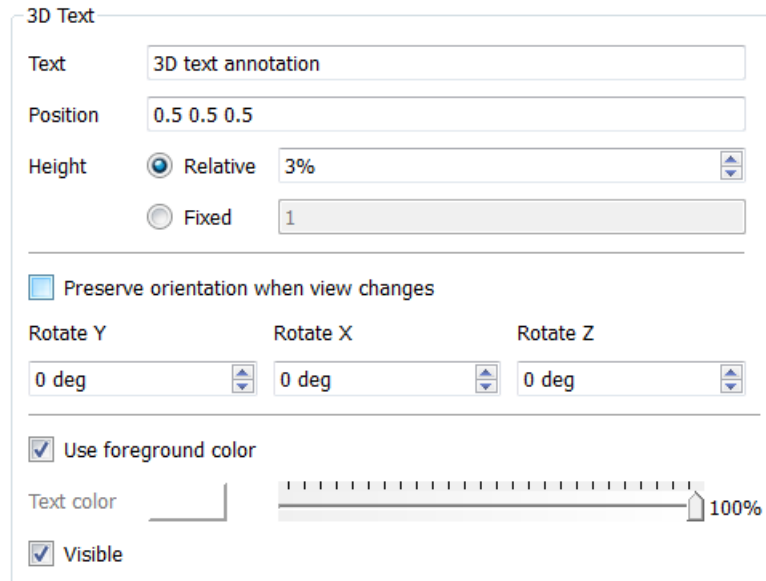 3D Text
Text 3D text annotation
Position 0.5 0.5 0.5
Height Relative 3%
Fixed 1
Preserve orientation when view changes
Rotate Y Rotate X Rotate Z
0 deg 0 deg 0 deg
Use foreground color
Text color 100%
Visible